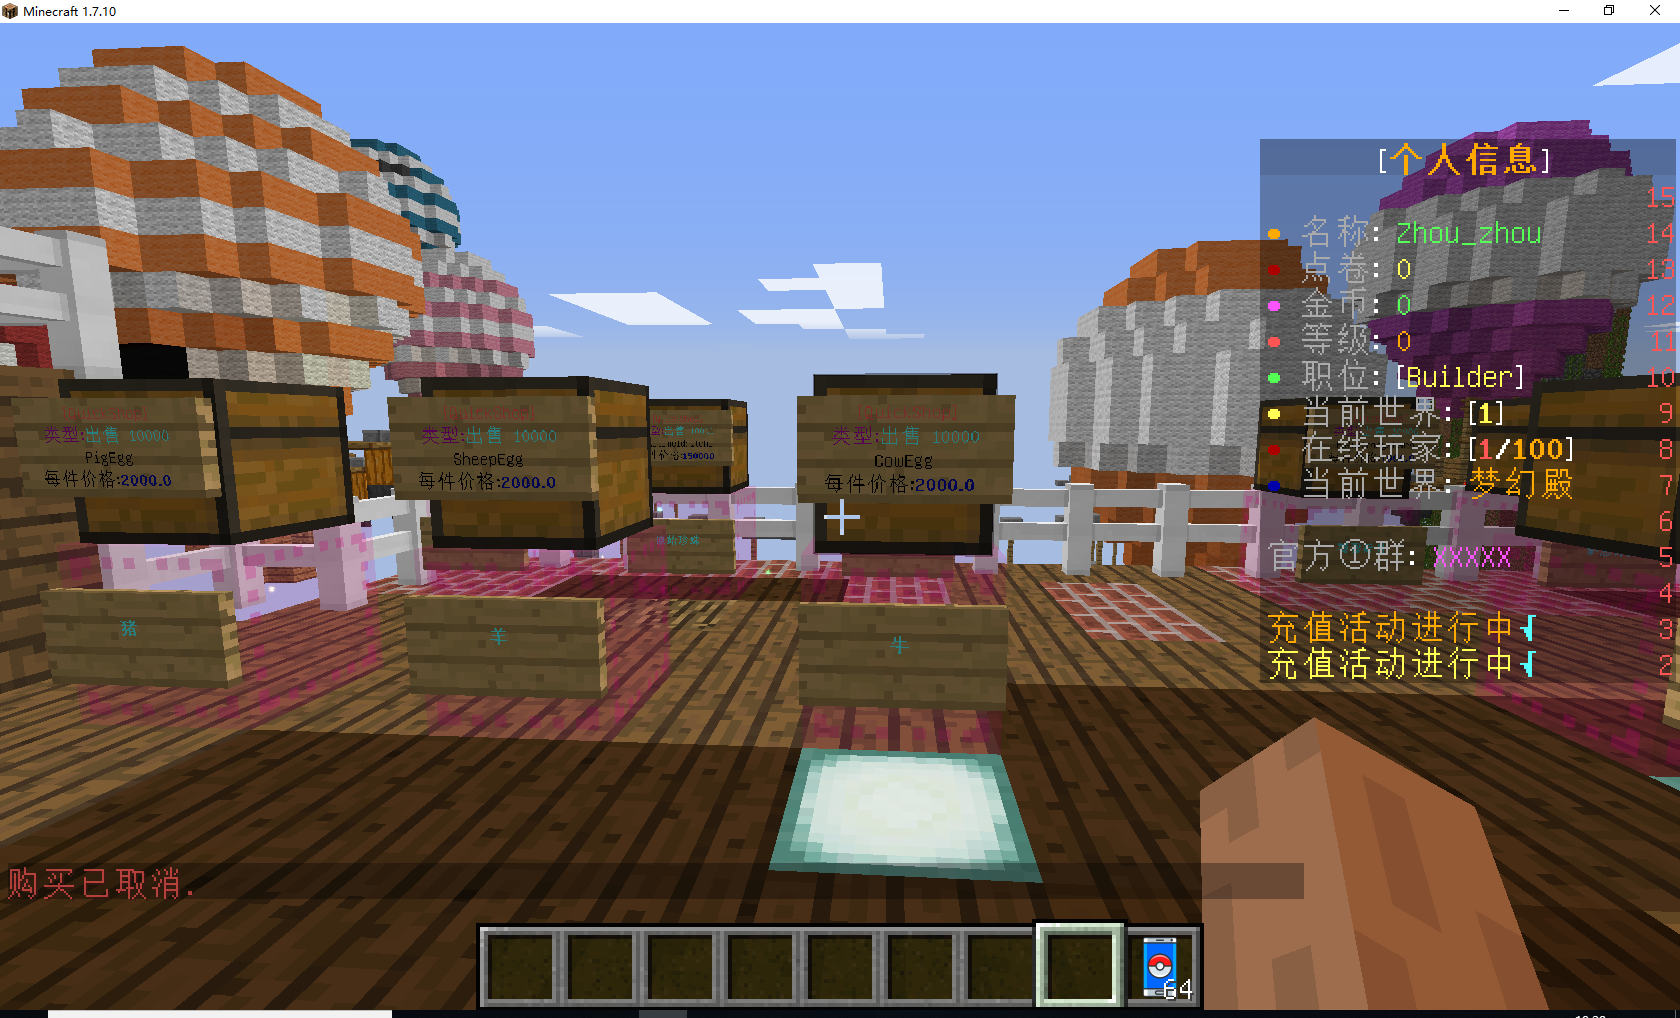 Minecraft 1.7.10
[个人信息]
15
名称: Zhou_zhou 14
点卷: 0 13
金币: 0 12
等级: 0 11
职位: [Builder] 10
当前世界: [1] 9
在线玩家: [1/100] 8
当前世界: 梦幻殿 7
6
官方①群: XXXXX 5
4
充值活动进行中√ 3
充值活动进行中√ 2
[QuickShop]
类型:出售 10000
PigEgg
每件价格:2000.0
[QuickShop]
类型:出售 10000
SheepEgg
每件价格:2000.0
[QuickShop]
类型:出售 10000
CowEgg
每件价格:2000.0
猪
羊
牛
购买已取消.
64